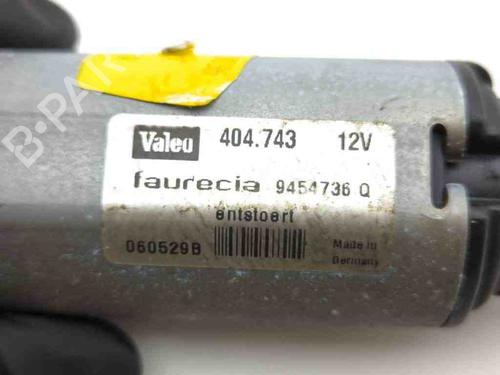 B-PARTS
Valeo 404.743 12V
faurecia 9454736 Q
entstoert
060529B Made in
Germany